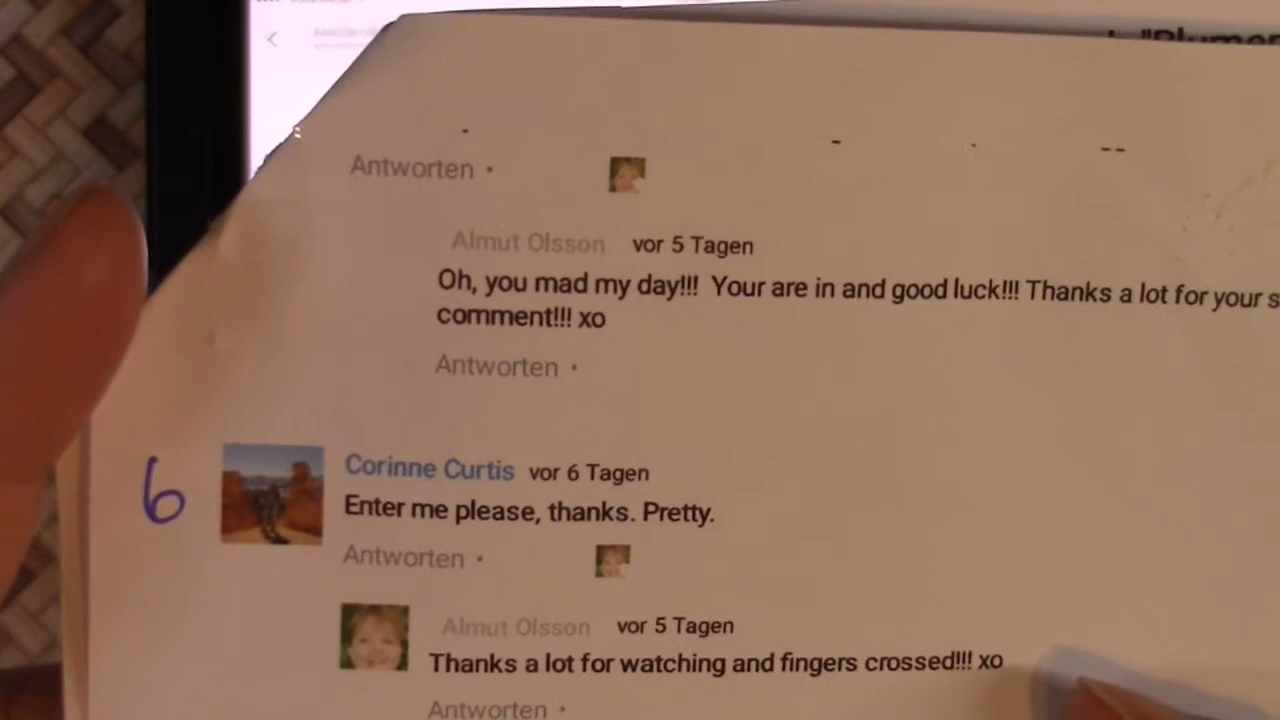 Antworten •
Almut Olsson vor 5 Tagen
Oh, you mad my day!!! Your are in and good luck!!! Thanks a lot for your s
comment!!! xo
Antworten •
6
Corinne Curtis vor 6 Tagen
Enter me please, thanks. Pretty.
Antworten •
Almut Olsson vor 5 Tagen
Thanks a lot for watching and fingers crossed!!! xo
Antworten •